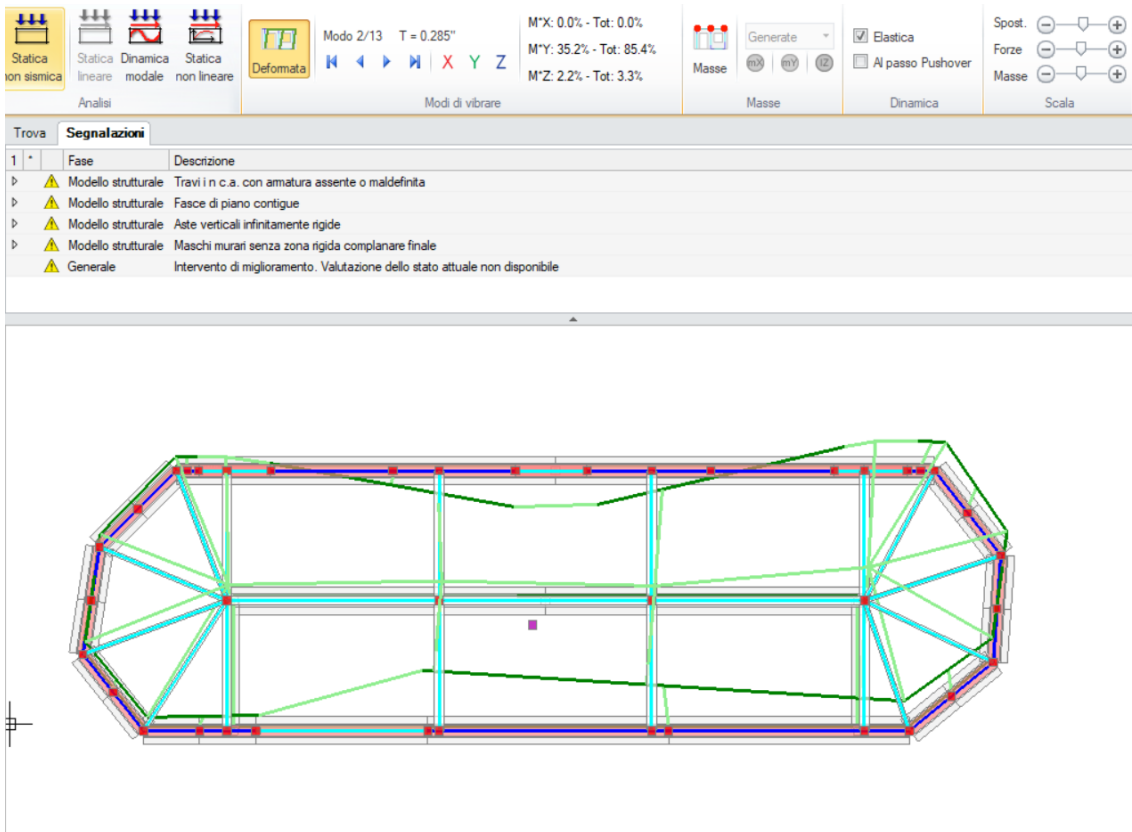 Statica
non sismica
Statica
lineare
Dinamica
modale
Statica
non lineare
Analisi
Deformata
Modo 2/13 T = 0.285"
X Y Z
M*X: 0.0% - Tot: 0.0%
M*Y: 35.2% - Tot: 85.4%
M*Z: 2.2% - Tot: 3.3%
Modi di vibrare
Masse
Generate
mX mY IZ
Masse
Elastica
Al passo Pushover
Dinamica
Spost.
Forze
Masse
Scala
Trova Segnalazioni
1 * Fase Descrizione
Modello strutturale Travi i n c.a. con armatura assente o maldefinita
Modello strutturale Fasce di piano contigue
Modello strutturale Aste verticali infinitamente rigide
Modello strutturale Maschi murari senza zona rigida complanare finale
Generale Intervento di miglioramento. Valutazione dello stato attuale non disponibile